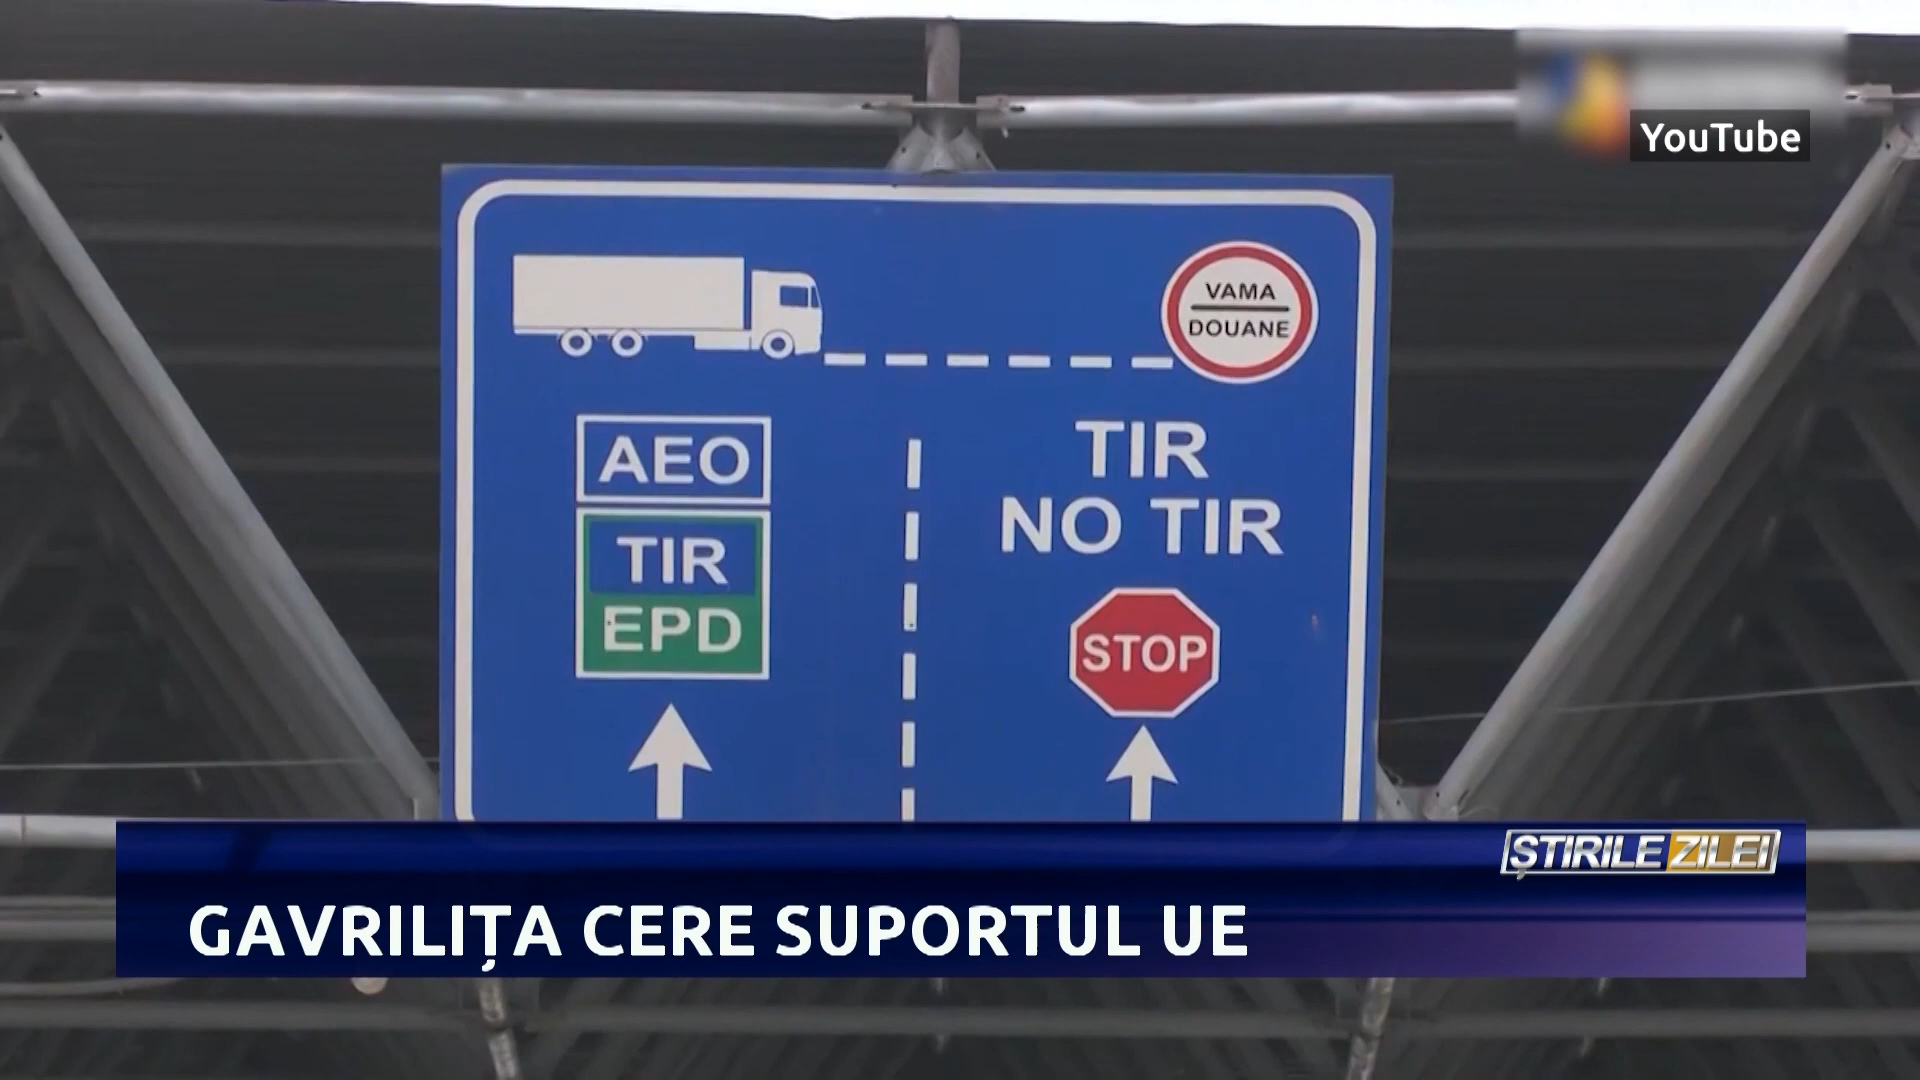 YouTube
VAMA
DOUANE
AEO
TIR
EPD
TIR
NO TIR
STOP
ȘTIRILE ZILEI
GAVRILIȚA CERE SUPORTUL UE